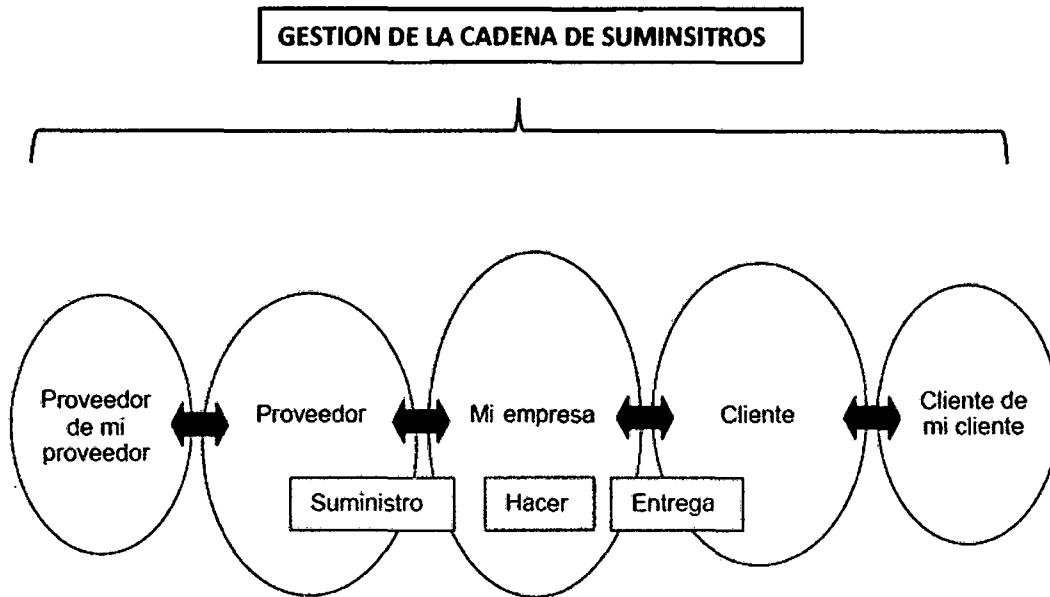 GESTION DE LA CADENA DE SUMINSITROS
Proveedor
de mi
proveedor
Proveedor
Mi empresa
Cliente
Cliente de
mi cliente
Suministro
Hacer
Entrega